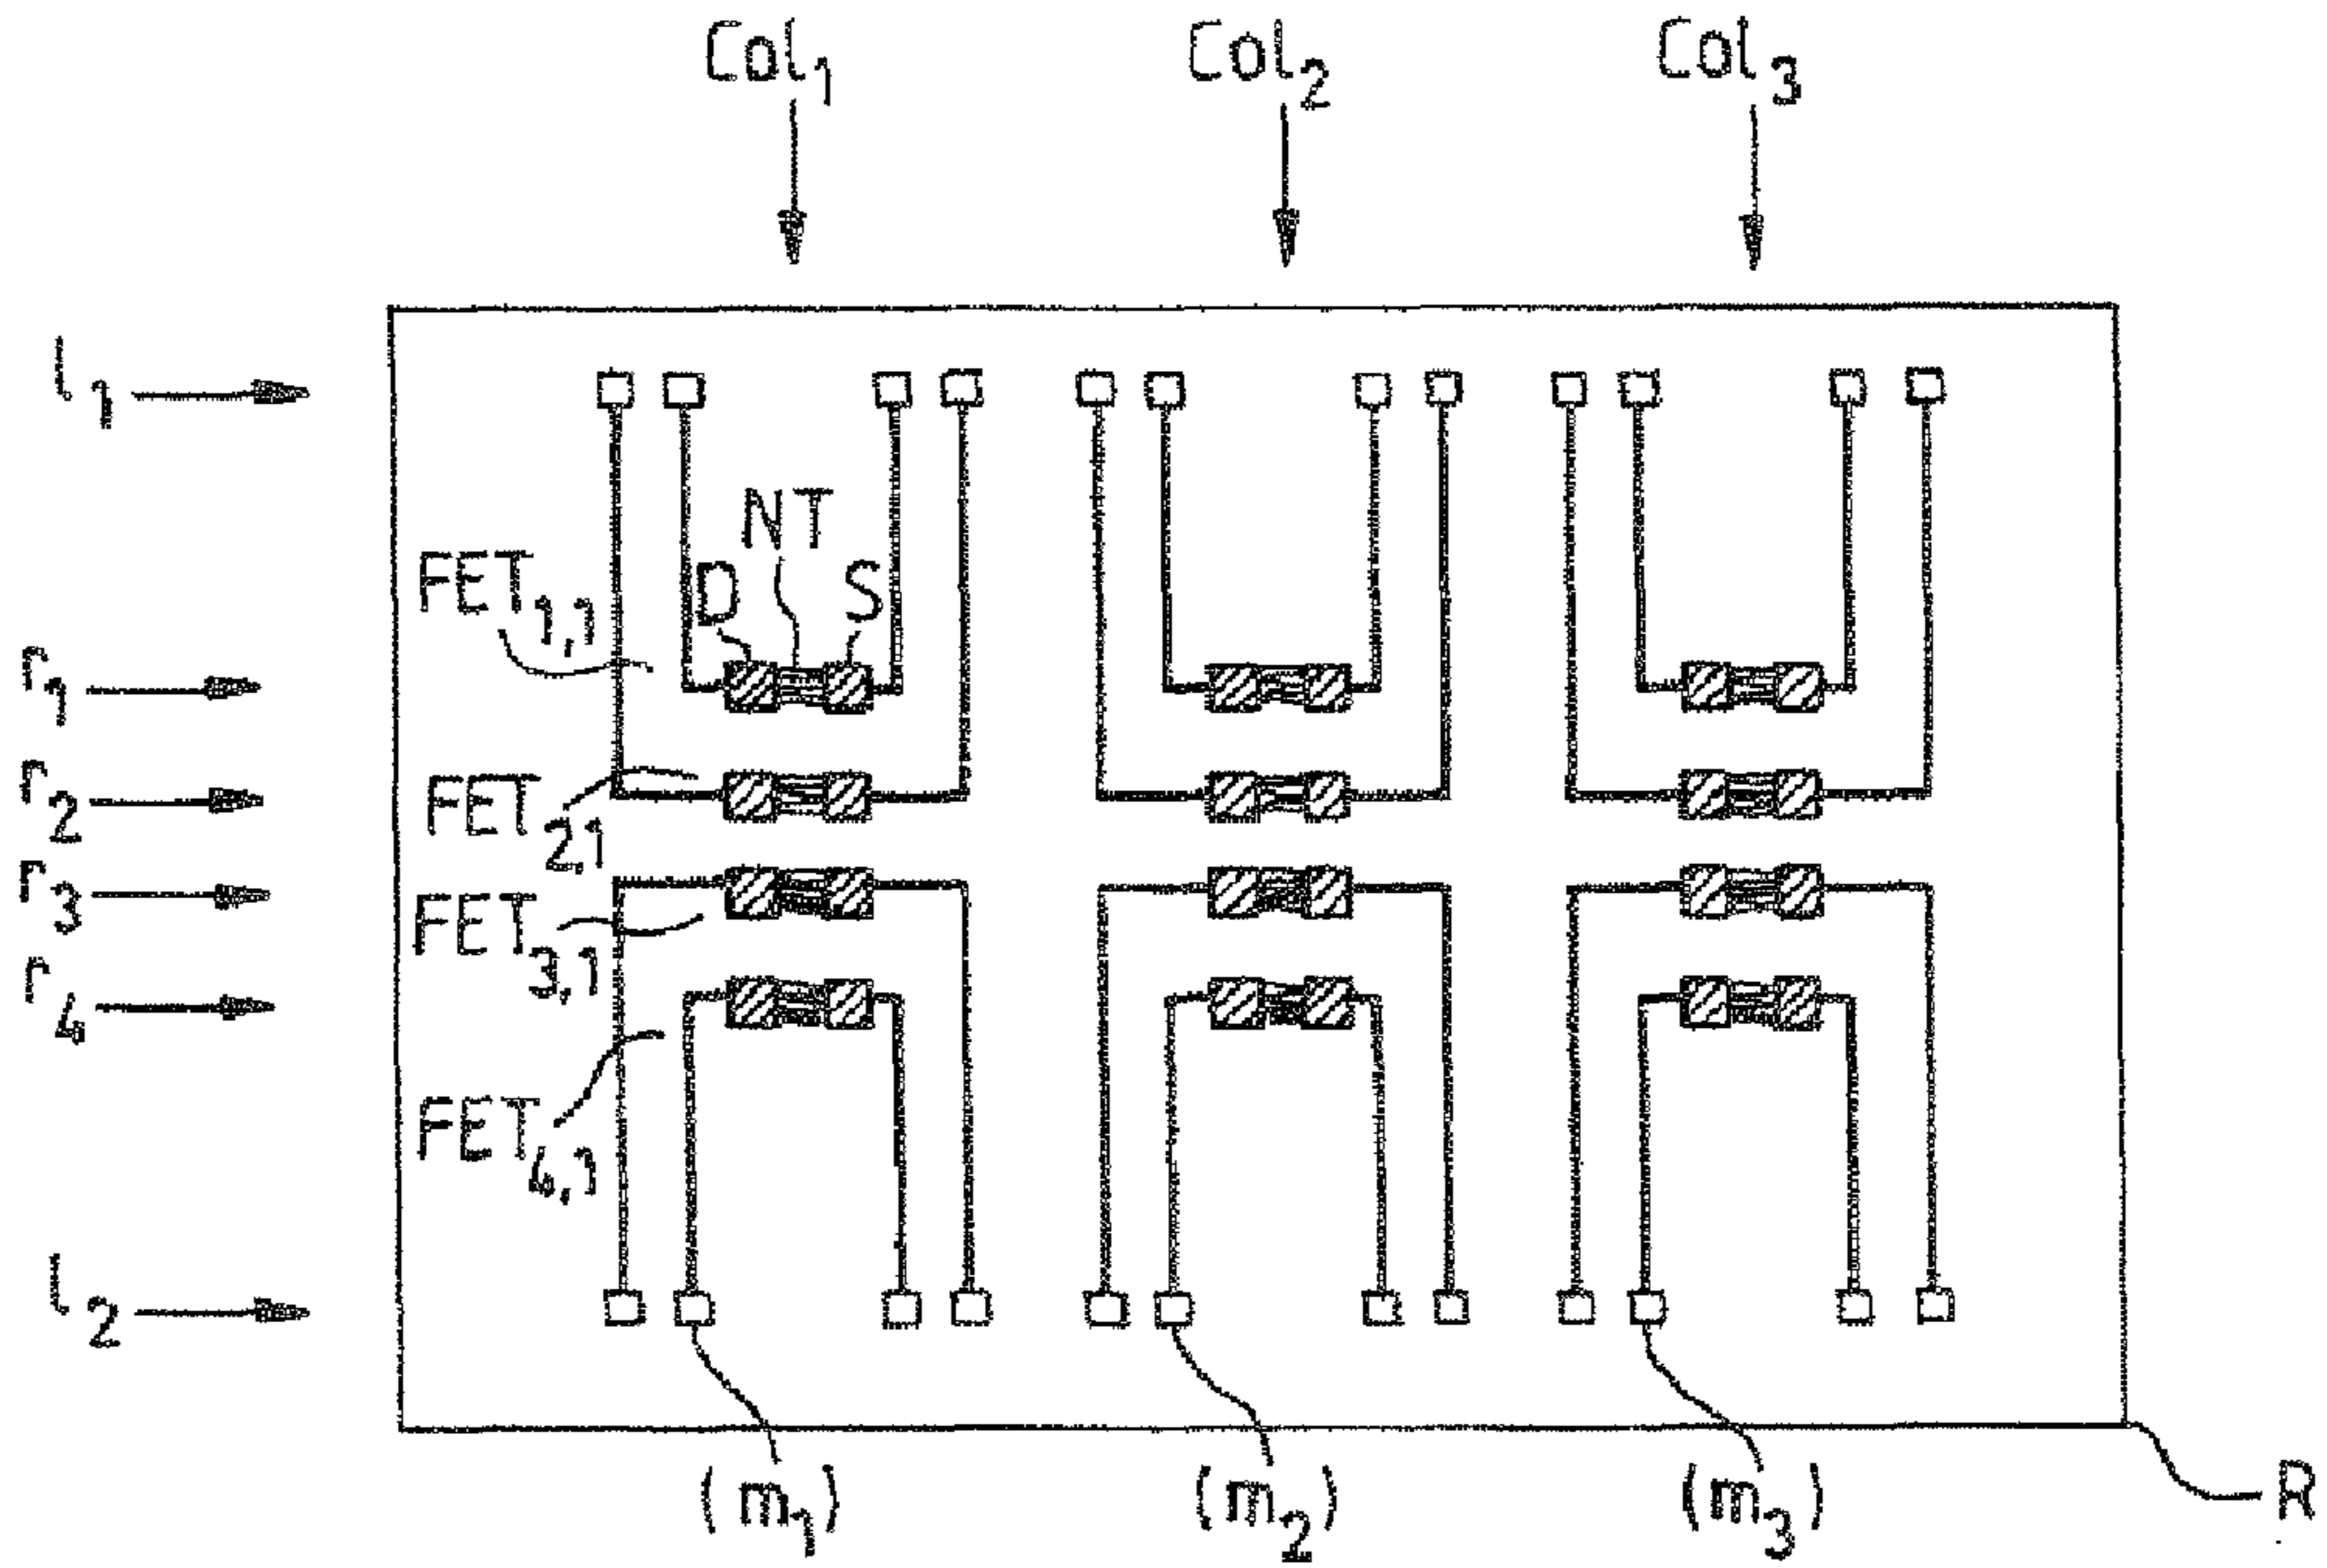 Col₁ Col₂ Col₃
l₁
NT
FET₁,₁ D S
r₁
r₂ FET₂,₁
r₃ FET₃,₁
r₄
FET₄,₁
l₂
(m₁) (m₂) (m₃) R